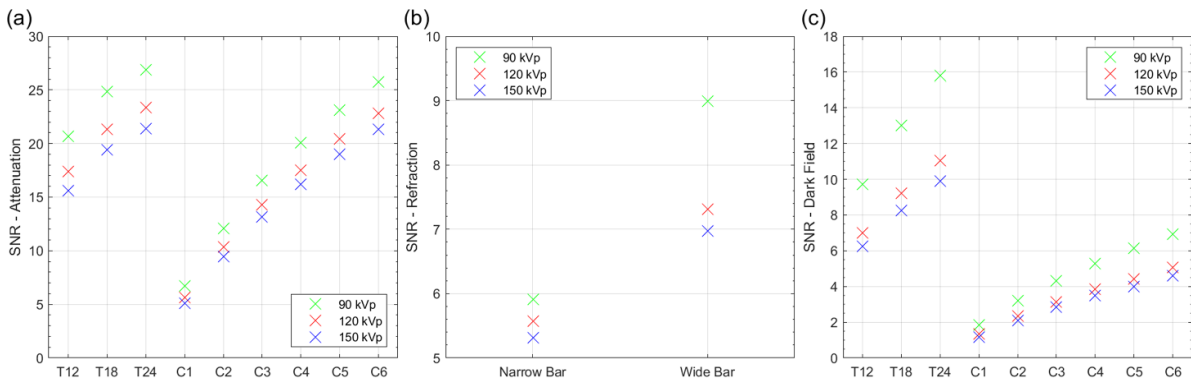 (a)
SNR - Attenuation
30
25
20
15
10
5
0
T12 T18 T24 C1 C2 C3 C4 C5 C6
90 kVp
120 kVp
150 kVp
(b)
SNR - Refraction
10
9
8
7
6
5
Narrow Bar Wide Bar
90 kVp
120 kVp
150 kVp
(c)
SNR - Dark Field
18
16
14
12
10
8
6
4
2
0
T12 T18 T24 C1 C2 C3 C4 C5 C6
90 kVp
120 kVp
150 kVp